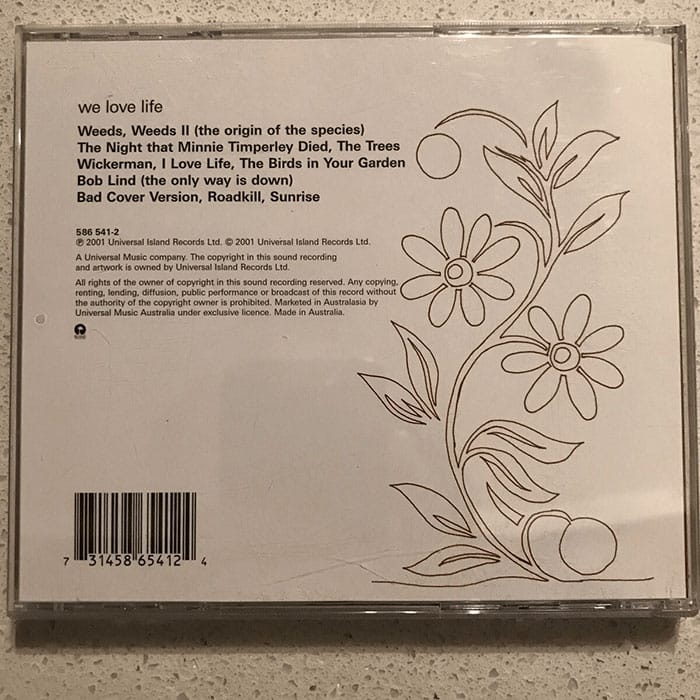 we love life
Weeds, Weeds II (the origin of the species)
The Night that Minnie Timperley Died, The Trees
Wickerman, I Love Life, The Birds in Your Garden
Bob Lind (the only way is down)
Bad Cover Version, Roadkill, Sunrise
586 541-2
℗ 2001 Universal Island Records Ltd. © 2001 Universal Island Records Ltd.
A Universal Music company. The copyright in this sound recording
and artwork is owned by Universal Island Records Ltd.
All rights of the owner of copyright in this sound recording reserved. Any copying,
renting, lending, diffusion, public performance or broadcast of this record without
the authority of the copyright owner is prohibited. Marketed in Australasia by
Universal Music Australia under exclusive licence. Made in Australia.
7 31458 65412 4